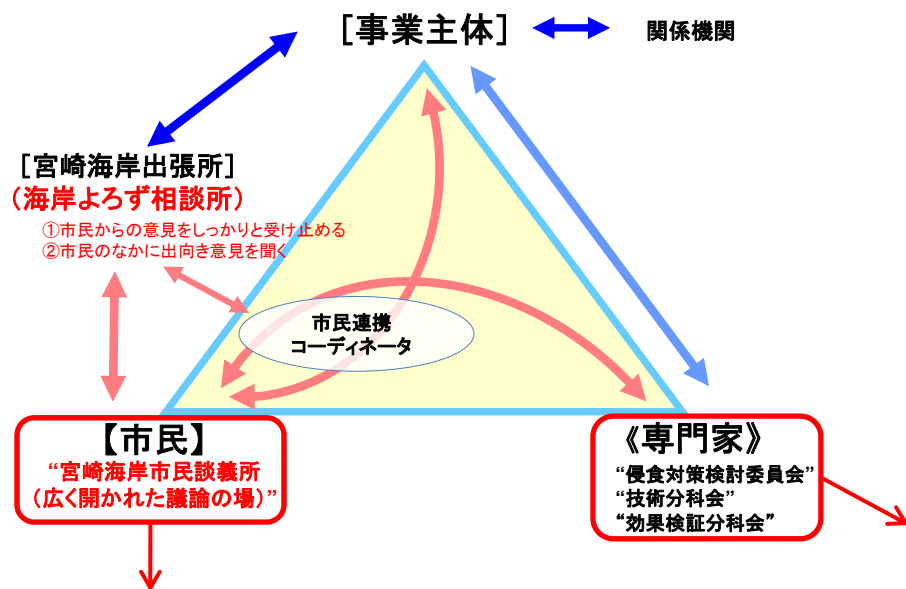 ［事業主体］
関係機関
［宮崎海岸出張所］
（海岸よろず相談所）
①市民からの意見をしっかりと受け止める
②市民のなかに出向き意見を聞く
市民連携
コーディネータ
【市民】
“宮崎海岸市民談義所
（広く開かれた議論の場）”
《専門家》
“侵食対策検討委員会”
“技術分科会”
“効果検証分科会”